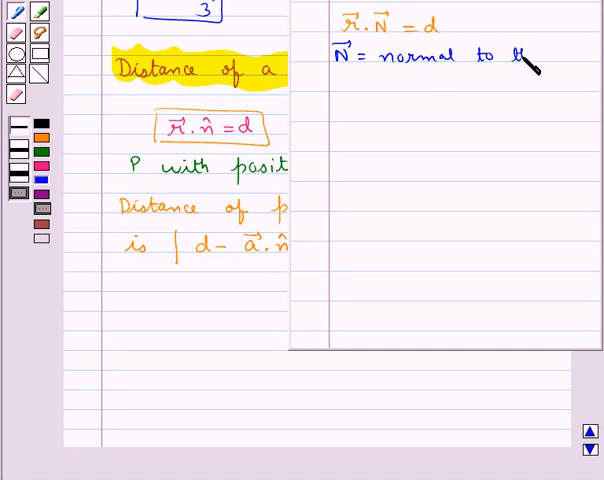 3
Distance of a
r⃗ . n̂ = d
P with posit
Distance of p
is | d - a⃗ . n̂
r⃗ . N⃗ = d
N⃗ = normal to